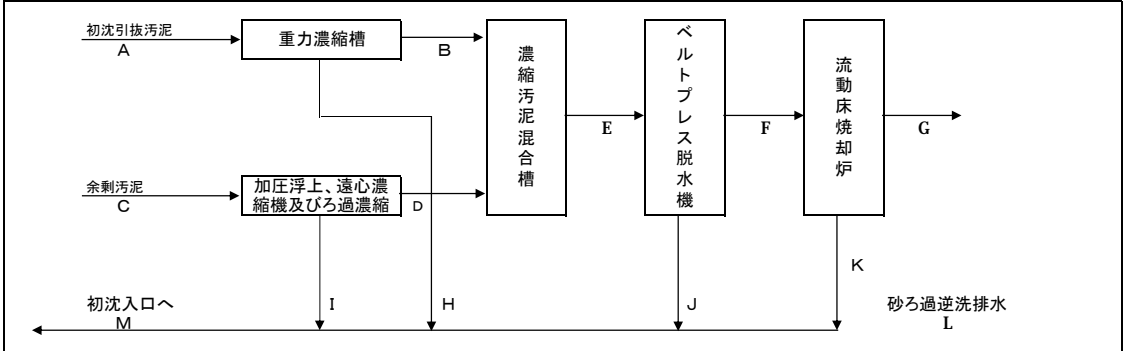 初沈引抜汚泥
A
重力濃縮槽
B
濃縮汚泥混合槽
E
ベルトプレス脱水機
F
流動床焼却炉
G
余剰汚泥
C
加圧浮上、遠心濃
縮機及びろ過濃縮
D
K
初沈入口へ
M
I
H
J
砂ろ過逆洗排水
L